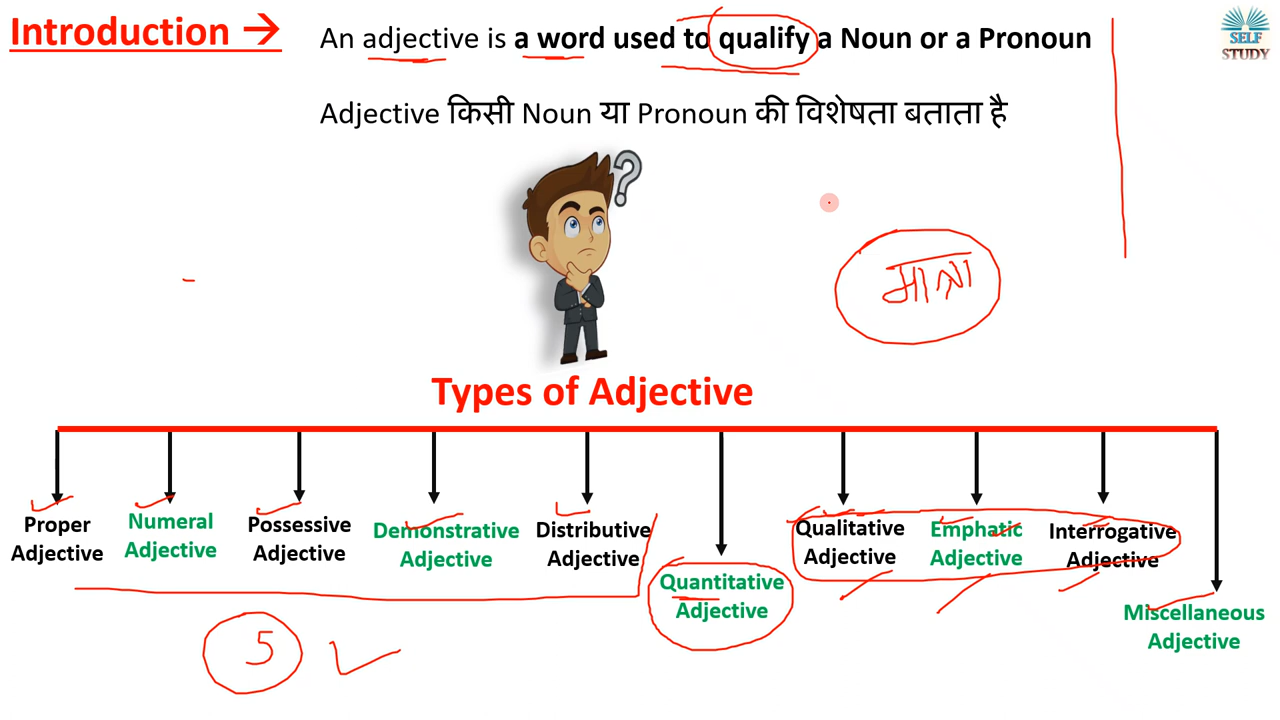 Introduction →
An adjective is a word used to qualify a Noun or a Pronoun
SELF
STUDY
Adjective किसी Noun या Pronoun की विशेषता बताता है
?
मात्रा
Types of Adjective
Proper
Adjective
Numeral
Adjective
Possessive
Adjective
Demonstrative
Adjective
Distributive
Adjective
Quantitative
Adjective
Qualitative
Adjective
Emphatic
Adjective
Interrogative
Adjective
Miscellaneous
Adjective
5